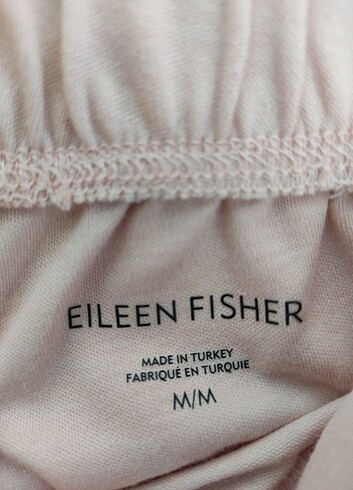 EILEEN FISHER
MADE IN TURKEY
FABRIQUÉ EN TURQUIE
M/M